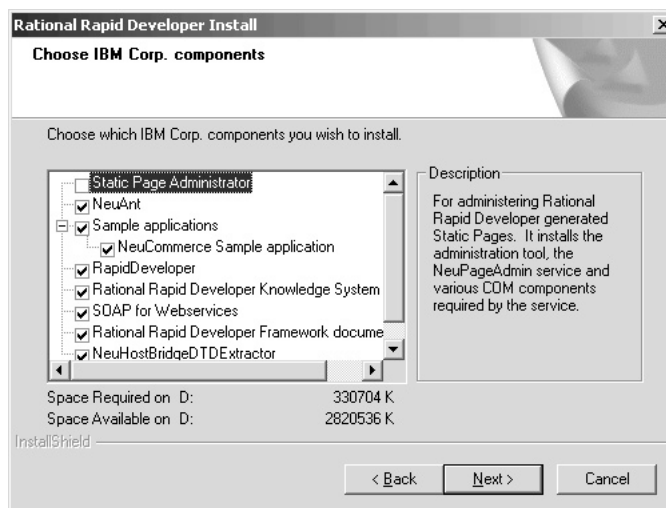 Rational Rapid Developer Install
Choose IBM Corp. components
Choose which IBM Corp. components you wish to install.
Static Page Administrator
NeuAnt
Sample applications
NeuCommerce Sample application
RapidDeveloper
Rational Rapid Developer Knowledge System
SOAP for Webservices
Rational Rapid Developer Framework docume
NeuHostBridgeDTDExtractor
Description
For administering Rational
Rapid Developer generated
Static Pages. It installs the
administration tool, the
NeuPageAdmin service and
various COM components
required by the service.
Space Required on D: 330704 K
Space Available on D: 2820536 K
InstallShield
< Back Next > Cancel